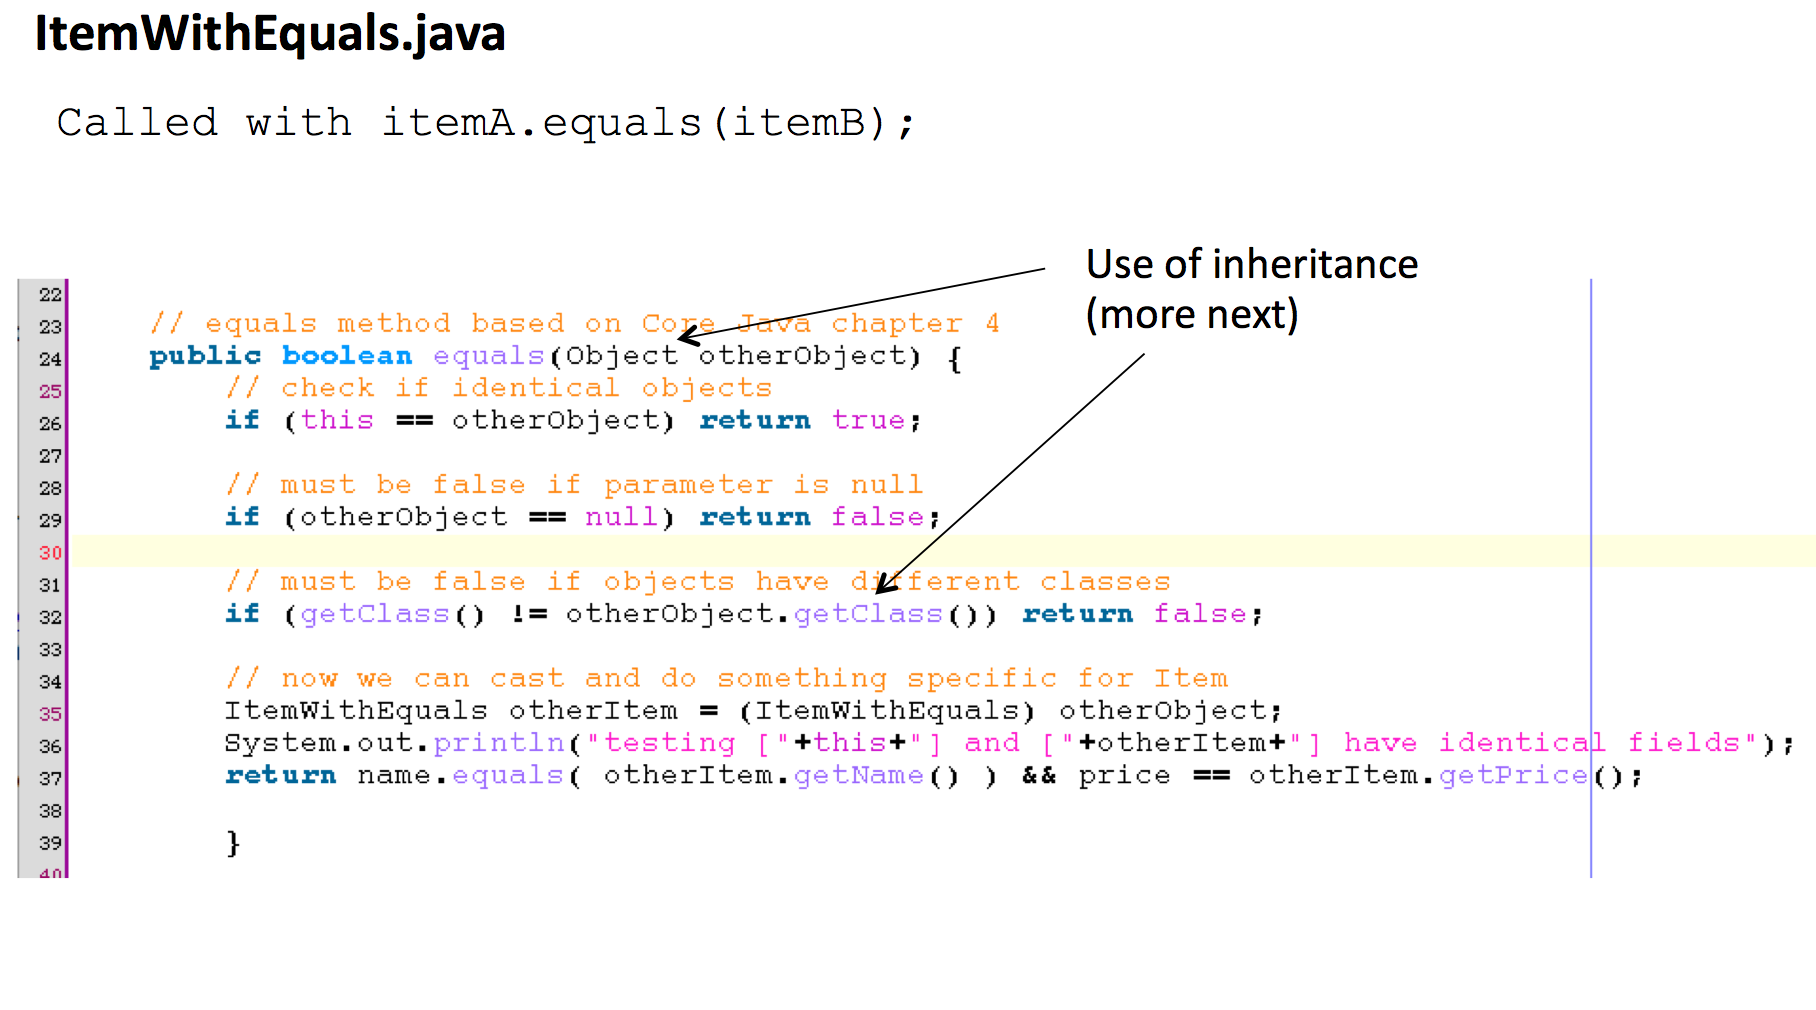 ItemWithEquals.java
Called with itemA.equals(itemB);
Use of inheritance
(more next)
22
23 // equals method based on Core Java chapter 4
24 public boolean equals(Object otherObject) {
25 // check if identical objects
26 if (this == otherObject) return true;
27
28 // must be false if parameter is null
29 if (otherObject == null) return false;
30
31 // must be false if objects have different classes
32 if (getClass() != otherObject.getClass()) return false;
33
34 // now we can cast and do something specific for Item
35 ItemWithEquals otherItem = (ItemWithEquals) otherObject;
36 System.out.println("testing ["+this+"] and ["+otherItem+"] have identical fields");
37 return name.equals( otherItem.getName() ) && price == otherItem.getPrice();
38
39 }
40